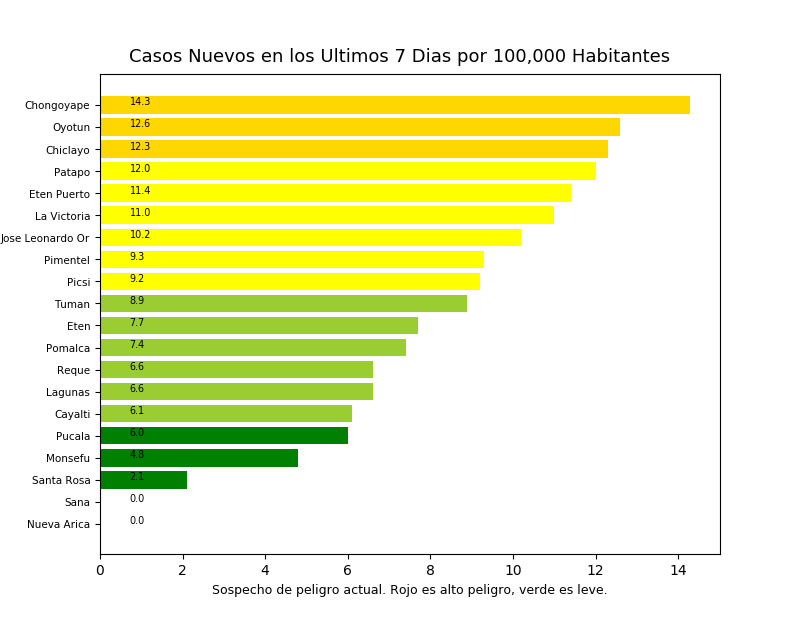 Casos Nuevos en los Ultimos 7 Dias por 100,000 Habitantes
Chongoyape 14.3
Oyotun 12.6
Chiclayo 12.3
Patapo 12.0
Eten Puerto 11.4
La Victoria 11.0
Jose Leonardo Or 10.2
Pimentel 9.3
Picsi 9.2
Tuman 8.9
Eten 7.7
Pomalca 7.4
Reque 6.6
Lagunas 6.6
Cayalti 6.1
Pucala 6.0
Monsefu 4.8
Santa Rosa 2.1
Sana 0.0
Nueva Arica 0.0
0 2 4 6 8 10 12 14
Sospecho de peligro actual. Rojo es alto peligro, verde es leve.